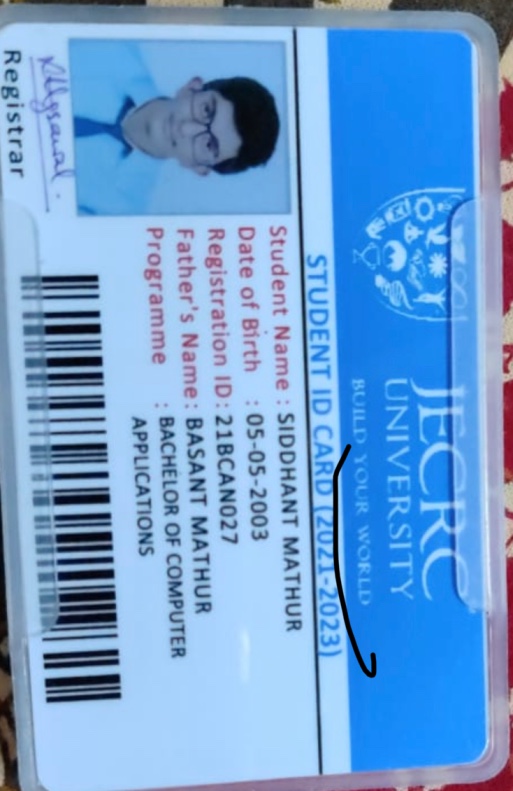 JECRC
UNIVERSITY
BUILD YOUR WORLD
STUDENT ID CARD (2021-2023)
Student Name : SIDDHANT MATHUR
Date of Birth : 05-05-2003
Registration ID : 21BCAN027
Father's Name : BASANT MATHUR
Programme : BACHELOR OF COMPUTER
APPLICATIONS
Registrar